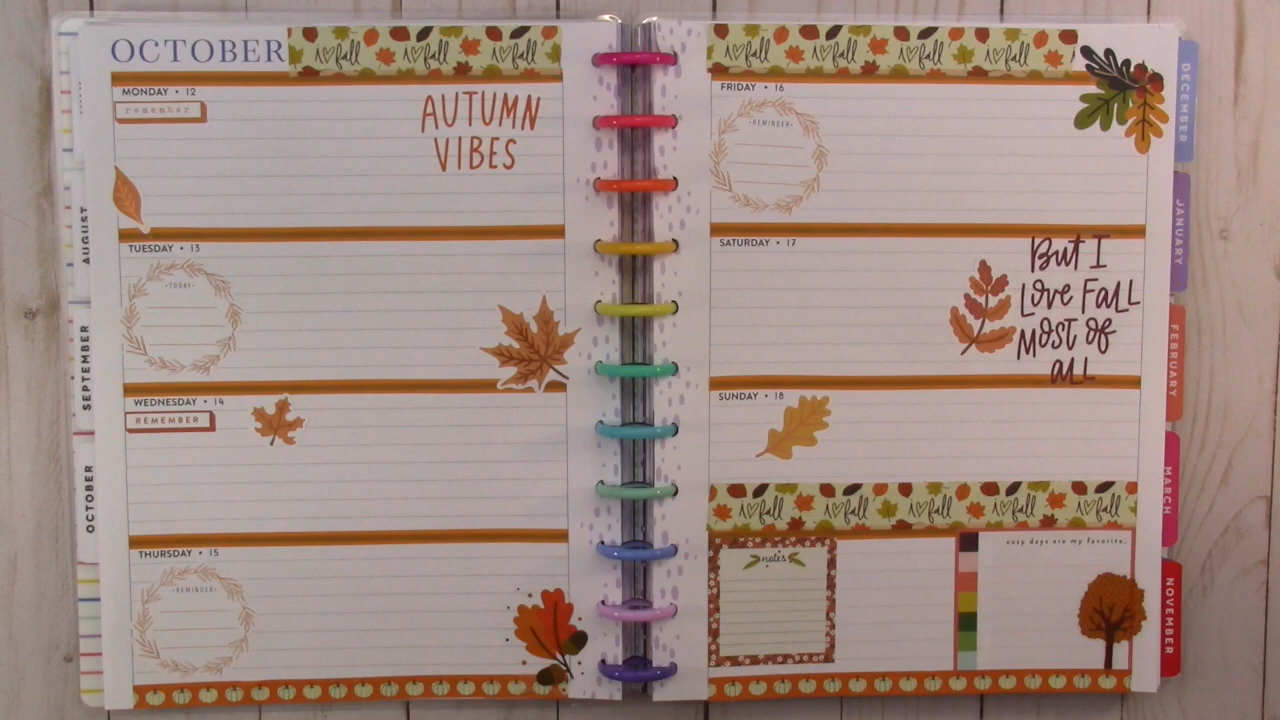 OCTOBER
i♡fall i♡fall i♡fall
MONDAY • 12
remember
AUTUMN
VIBES
TUESDAY • 13
•TODAY•
WEDNESDAY • 14
REMEMBER
THURSDAY • 15
•REMINDER•
i♡fall i♡fall i♡fall i♡fall
FRIDAY • 16
•REMINDER•
SATURDAY • 17
But I
Love Fall
Most of
all
SUNDAY • 18
i♡fall i♡fall i♡fall i♡fall i♡fall
notes
cozy days are my favorite.
AUGUST
SEPTEMBER
OCTOBER
DECEMBER
JANUARY
FEBRUARY
MARCH
NOVEMBER